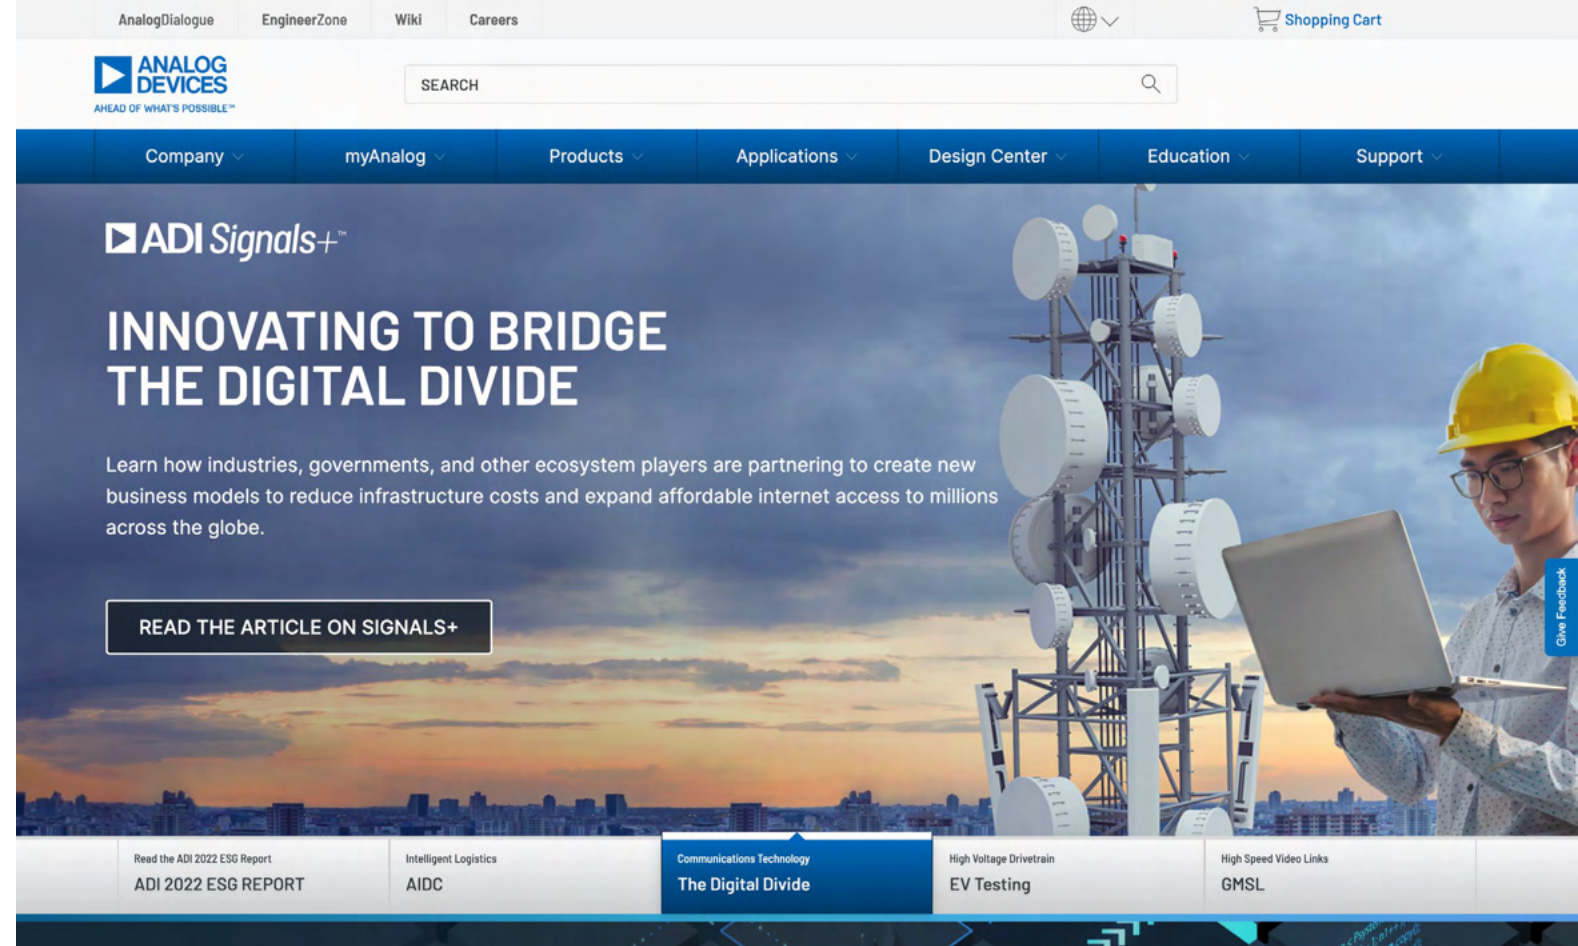 AnalogDialogue
EngineerZone
Wiki
Careers
Shopping Cart
ANALOG
DEVICES
AHEAD OF WHAT'S POSSIBLE™
SEARCH
Company
myAnalog
Products
Applications
Design Center
Education
Support
ADI Signals+™
INNOVATING TO BRIDGE
THE DIGITAL DIVIDE
Learn how industries, governments, and other ecosystem players are partnering to create new
business models to reduce infrastructure costs and expand affordable internet access to millions
across the globe.
READ THE ARTICLE ON SIGNALS+
Give Feedback
Read the ADI 2022 ESG Report
ADI 2022 ESG REPORT
Intelligent Logistics
AIDC
Communications Technology
The Digital Divide
High Voltage Drivetrain
EV Testing
High Speed Video Links
GMSL